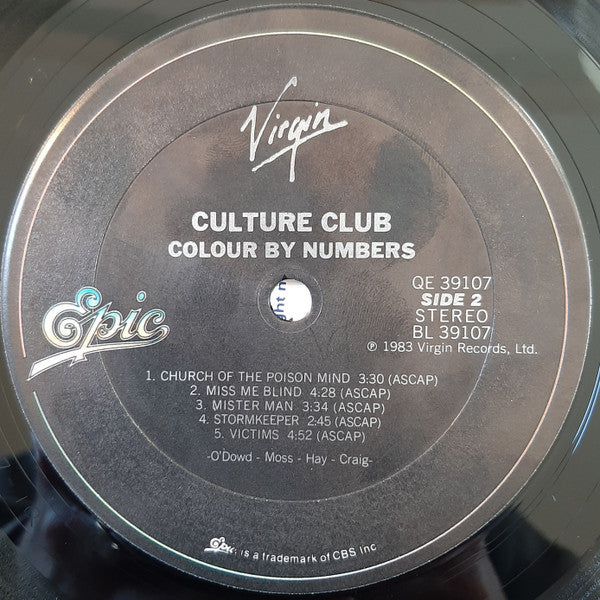 Virgin
CULTURE CLUB
COLOUR BY NUMBERS
QE 39107
SIDE 2
STEREO
BL 39107
℗ 1983 Virgin Records, Ltd.
Epic
ght n
1. CHURCH OF THE POISON MIND 3:30 (ASCAP)
2. MISS ME BLIND 4:28 (ASCAP)
3. MISTER MAN 3:34 (ASCAP)
4. STORMKEEPER 2:45 (ASCAP)
5. VICTIMS 4:52 (ASCAP)
-O'Dowd - Moss - Hay - Craig-
Epic, is a trademark of CBS Inc.